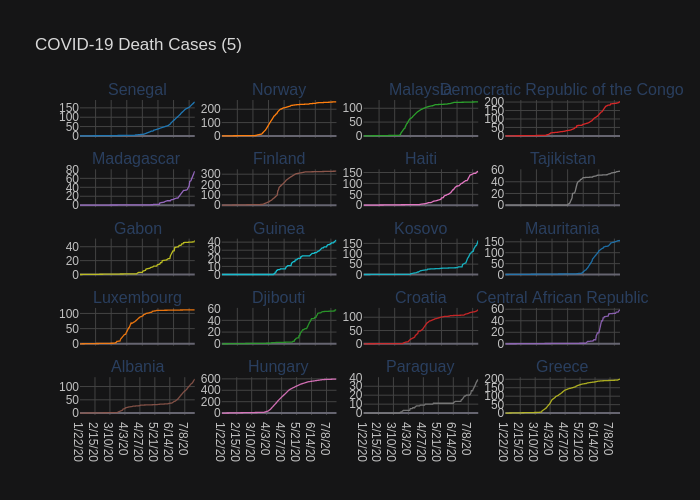 COVID-19 Death Cases (5)
Senegal Norway Malaysia Democratic Republic of the Congo
150 100 50 0
200 100 0
100 50 0
200 150 100 50 0
Madagascar Finland Haiti Tajikistan
80 60 40 20 0
300 200 100 0
150 100 50 0
60 40 20 0
Gabon Guinea Kosovo Mauritania
40 20 0
40 30 20 10 0
150 100 50 0
150 100 50 0
Luxembourg Djibouti Croatia Central African Republic
100 50 0
60 40 20 0
100 50 0
60 40 20 0
Albania Hungary Paraguay Greece
100 50 0
600 400 200 0
40 30 20 10 0
200 150 100 50 0
1/22/20 2/15/20 3/10/20 4/3/20 4/27/20 5/21/20 6/14/20 7/8/20
1/22/20 2/15/20 3/10/20 4/3/20 4/27/20 5/21/20 6/14/20 7/8/20
1/22/20 2/15/20 3/10/20 4/3/20 4/27/20 5/21/20 6/14/20 7/8/20
1/22/20 2/15/20 3/10/20 4/3/20 4/27/20 5/21/20 6/14/20 7/8/20